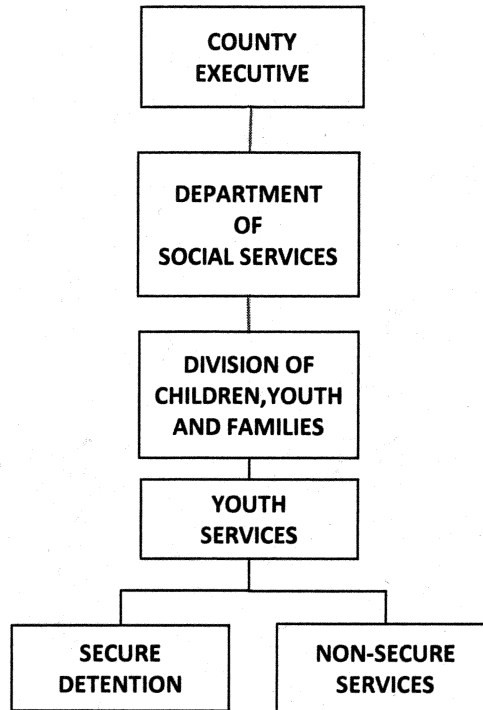 COUNTY
EXECUTIVE
DEPARTMENT
OF
SOCIAL SERVICES
DIVISION OF
CHILDREN,YOUTH
AND FAMILIES
YOUTH
SERVICES
SECURE
DETENTION
NON-SECURE
SERVICES